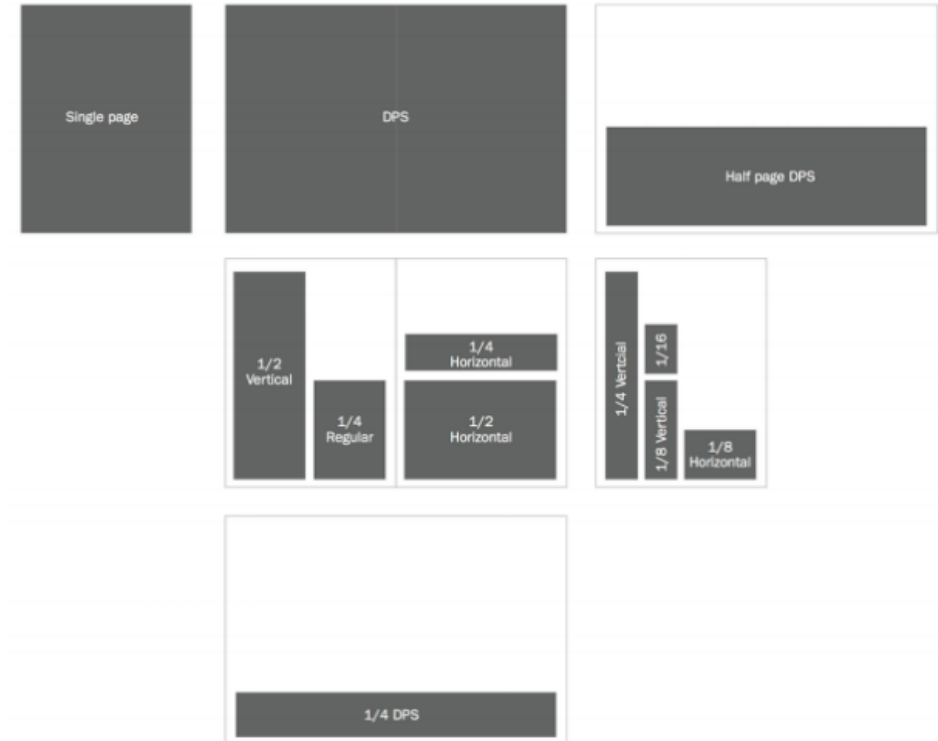 Single page
DPS
Half page DPS
1/2
Vertical
1/4
Regular
1/4
Horizontal
1/2
Horizontal
1/4 Vertcial
1/16
1/8 Vertical
1/8
Horizontal
1/4 DPS